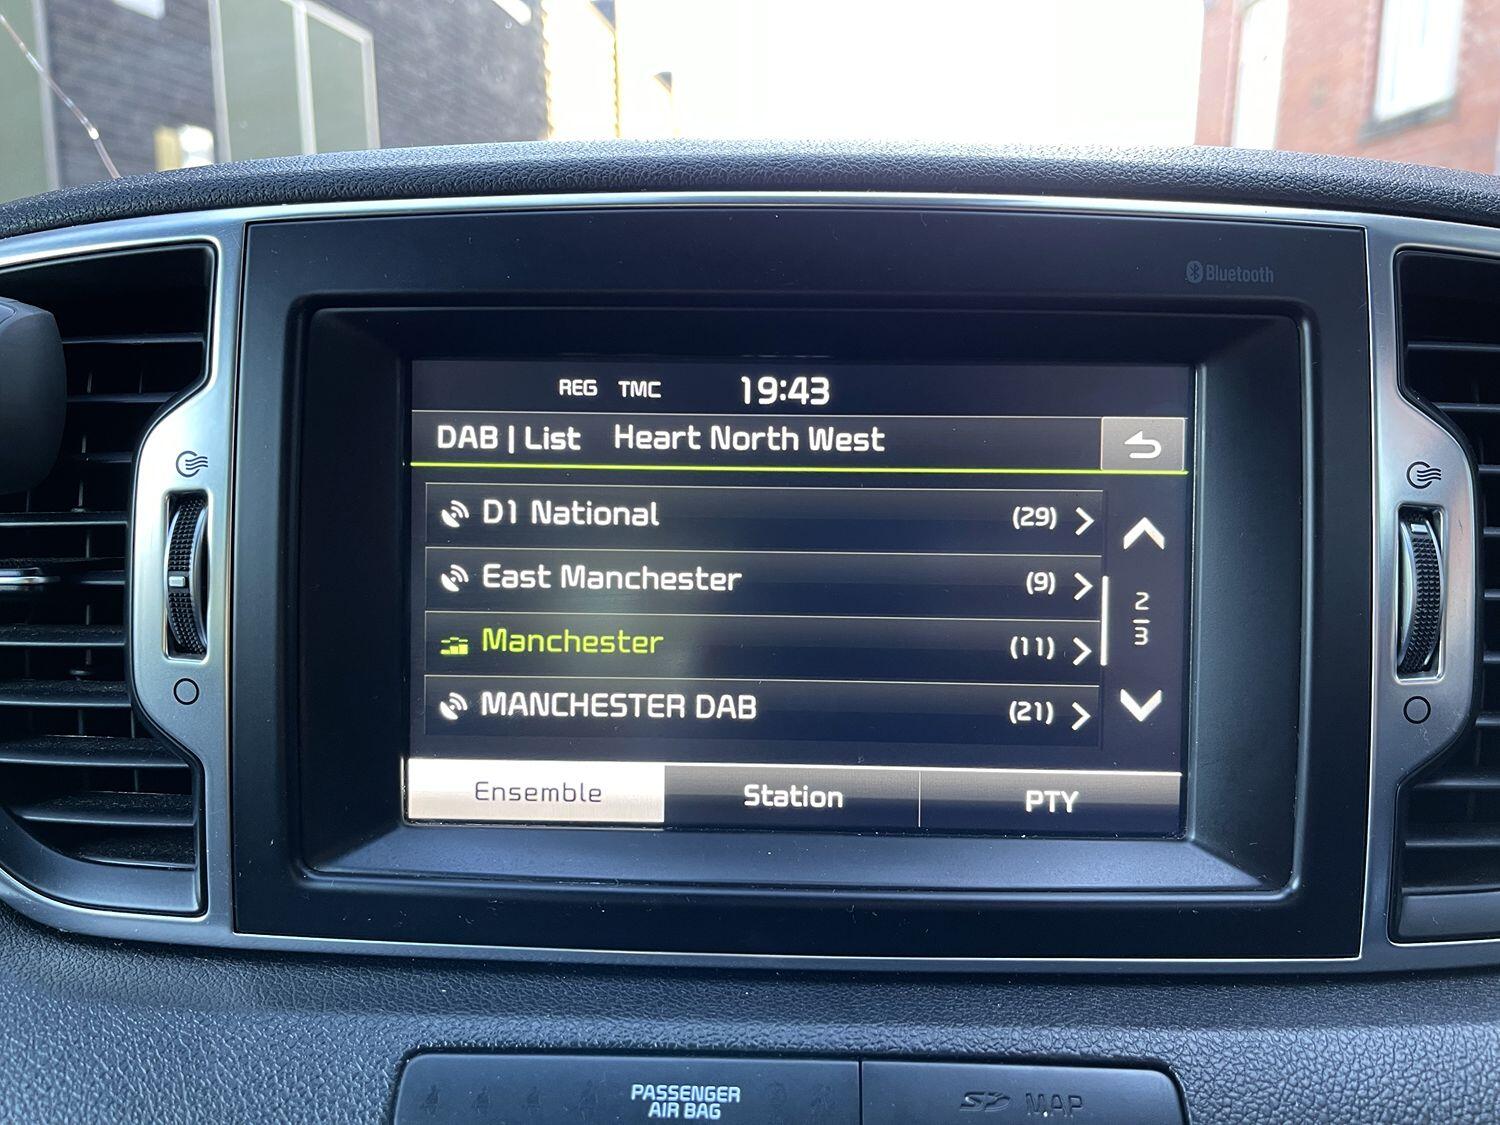 Bluetooth
REG TMC 19:43
DAB | List Heart North West
D1 National (29)
East Manchester (9)
Manchester (11)
MANCHESTER DAB (21)
2
3
Ensemble Station PTY
PASSENGER
AIR BAG
SD MAP